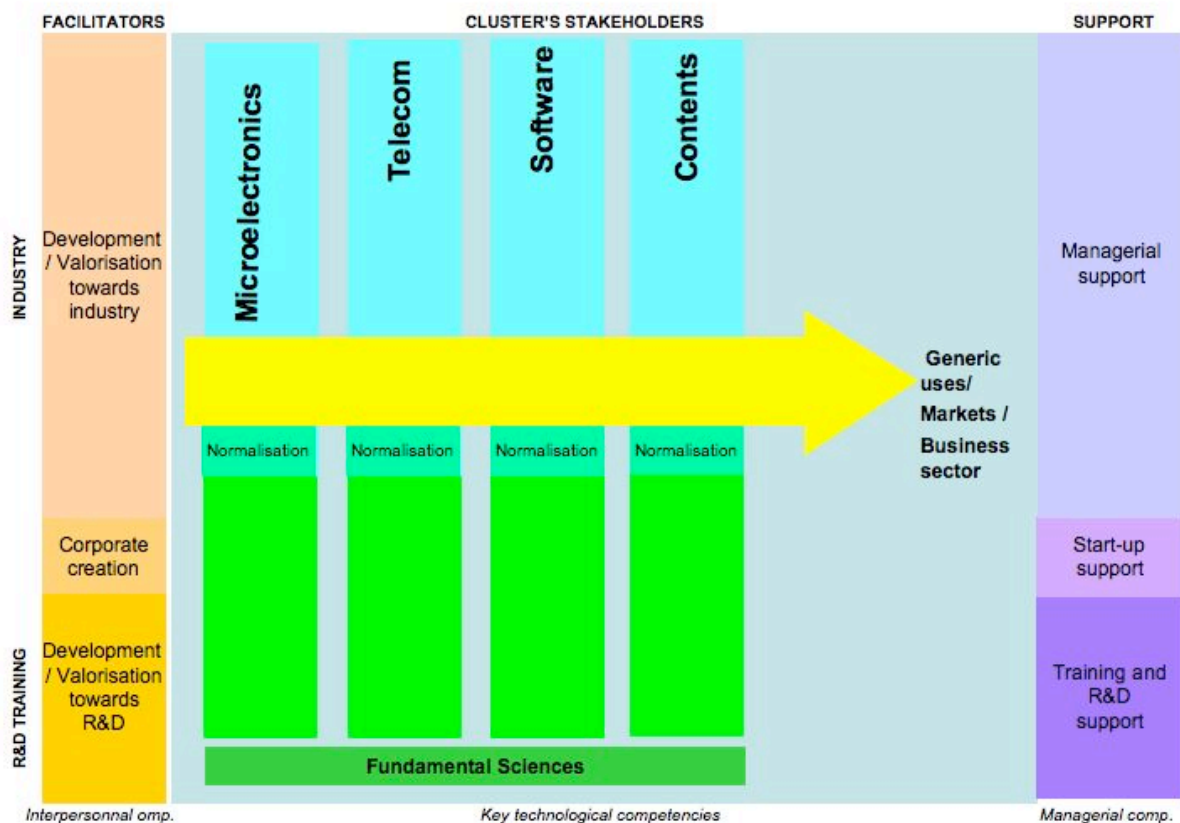 FACILITATORS
CLUSTER'S STAKEHOLDERS
SUPPORT
INDUSTRY
R&D TRAINING
Development
/ Valorisation
towards
industry
Corporate
creation
Development
/ Valorisation
towards
R&D
Microelectronics
Telecom
Software
Contents
Generic
uses/
Markets /
Business
sector
Normalisation
Normalisation
Normalisation
Normalisation
Fundamental Sciences
Managerial
support
Start-up
support
Training and
R&D
support
Interpersonnal omp.
Key technological competencies
Managerial comp.